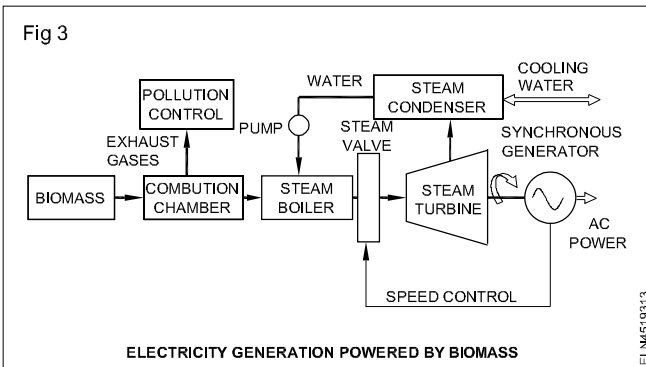 Fig 3
POLLUTION
CONTROL
EXHAUST
GASES
BIOMASS
COMBUTION
CHAMBER
WATER
PUMP
STEAM
BOILER
STEAM
VALVE
STEAM
CONDENSER
COOLING
WATER
STEAM
TURBINE
SYNCHRONOUS
GENERATOR
AC
POWER
SPEED CONTROL
ELECTRICITY GENERATION POWERED BY BIOMASS
ELN4519313